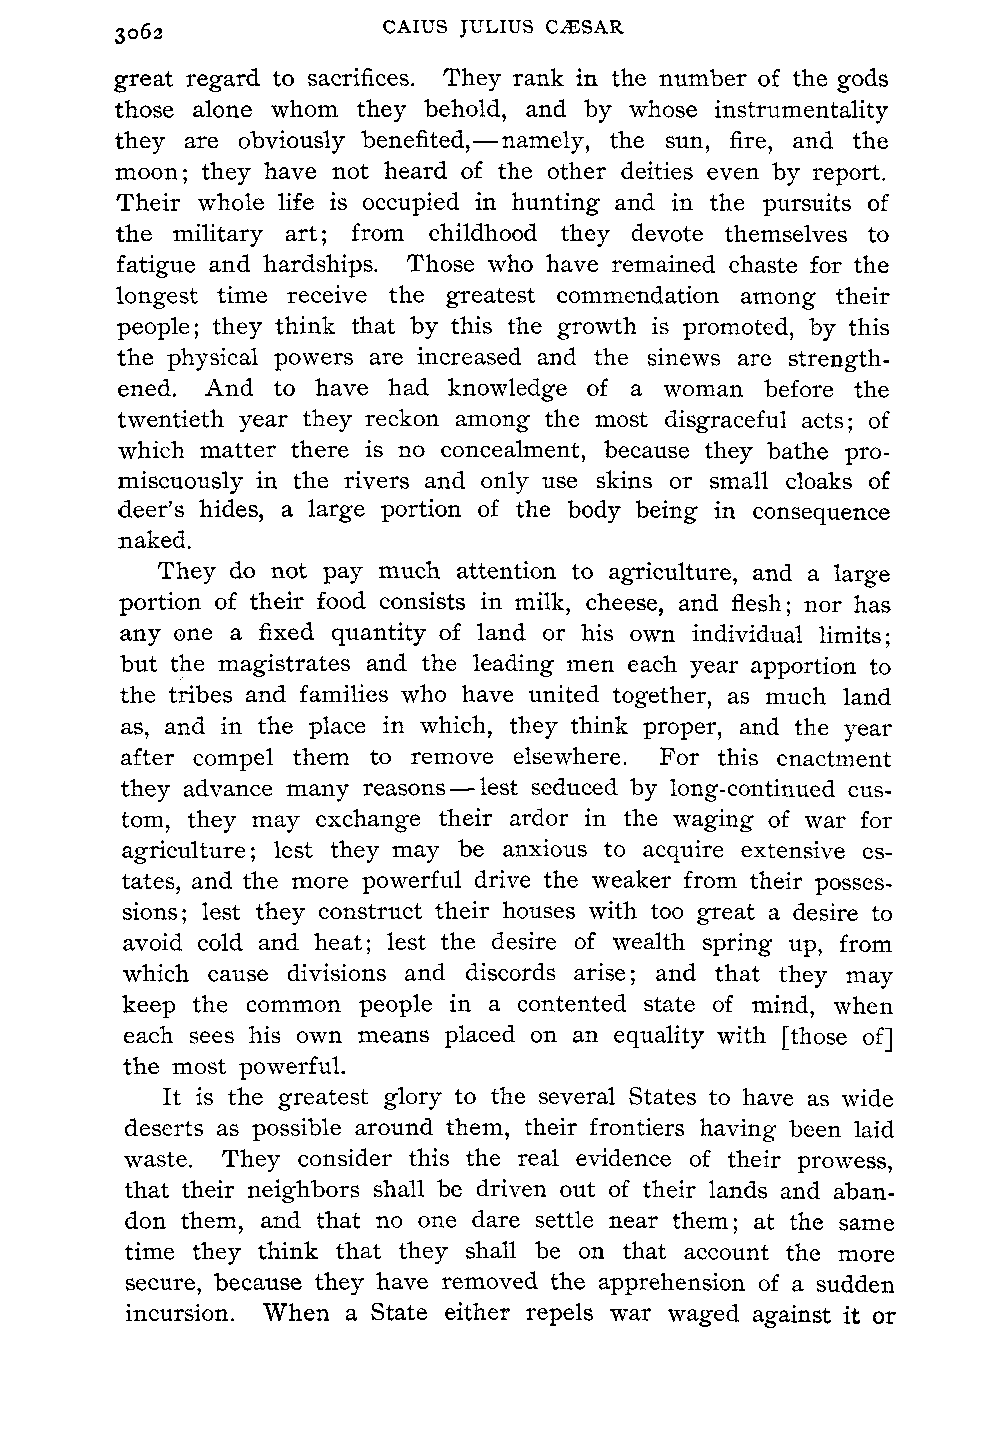 3062
CAIUS JULIUS CÆSAR
great regard to sacrifices. They rank in the number of the gods
those alone whom they behold, and by whose instrumentality
they are obviously benefited,—namely, the sun, fire, and the
moon; they have not heard of the other deities even by report.
Their whole life is occupied in hunting and in the pursuits of
the military art; from childhood they devote themselves to
fatigue and hardships. Those who have remained chaste for the
longest time receive the greatest commendation among their
people; they think that by this the growth is promoted, by this
the physical powers are increased and the sinews are strength-
ened. And to have had knowledge of a woman before the
twentieth year they reckon among the most disgraceful acts; of
which matter there is no concealment, because they bathe pro-
miscuously in the rivers and only use skins or small cloaks of
deer's hides, a large portion of the body being in consequence
naked.
They do not pay much attention to agriculture, and a large
portion of their food consists in milk, cheese, and flesh; nor has
any one a fixed quantity of land or his own individual limits;
but the magistrates and the leading men each year apportion to
the tribes and families who have united together, as much land
as, and in the place in which, they think proper, and the year
after compel them to remove elsewhere. For this enactment
they advance many reasons—lest seduced by long-continued cus-
tom, they may exchange their ardor in the waging of war for
agriculture; lest they may be anxious to acquire extensive es-
tates, and the more powerful drive the weaker from their posses-
sions; lest they construct their houses with too great a desire to
avoid cold and heat; lest the desire of wealth spring up, from
which cause divisions and discords arise; and that they may
keep the common people in a contented state of mind, when
each sees his own means placed on an equality with [those of]
the most powerful.
It is the greatest glory to the several States to have as wide
deserts as possible around them, their frontiers having been laid
waste. They consider this the real evidence of their prowess,
that their neighbors shall be driven out of their lands and aban-
don them, and that no one dare settle near them; at the same
time they think that they shall be on that account the more
secure, because they have removed the apprehension of a sudden
incursion. When a State either repels war waged against it or